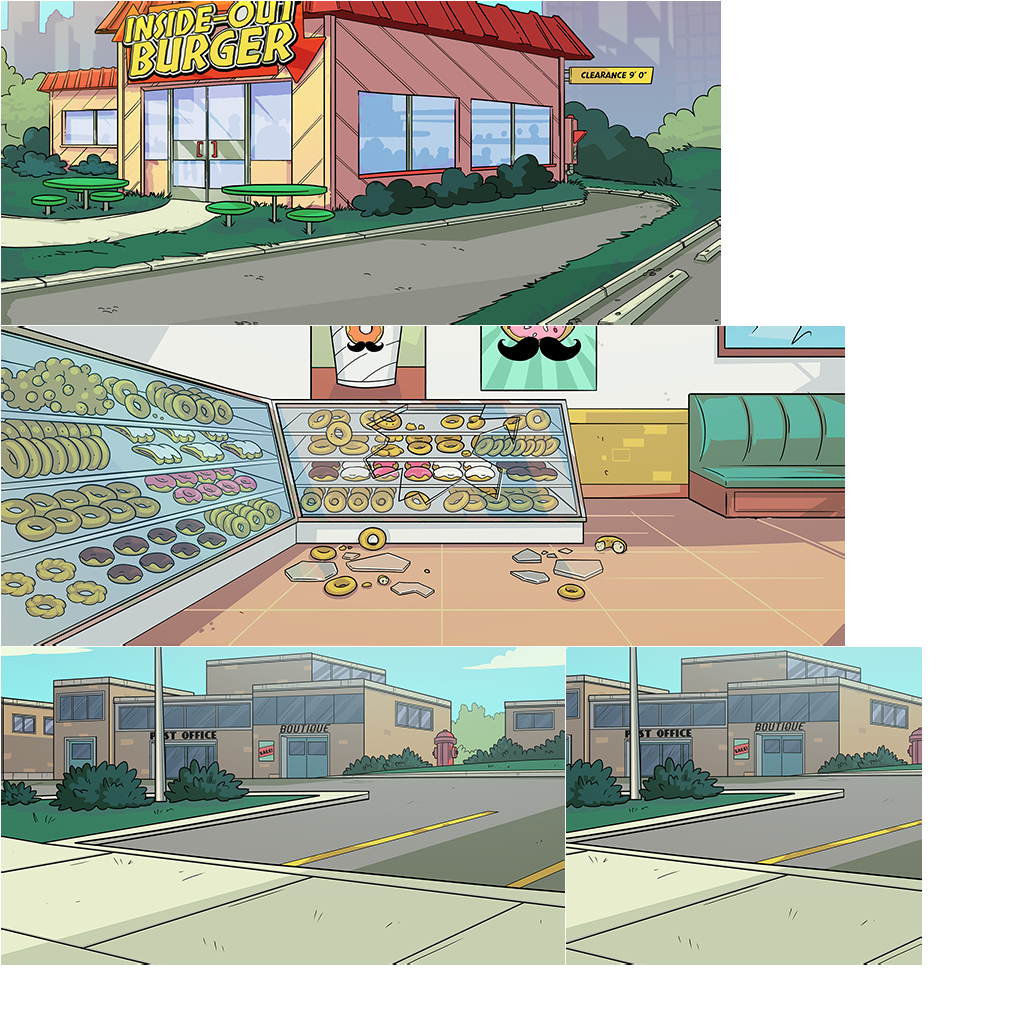 INSIDE-OUT
BURGER
CLEARANCE 9' 0"
POST OFFICE
BOUTIQUE
SALE!
POST OFFICE
BOUTIQUE
SALE!